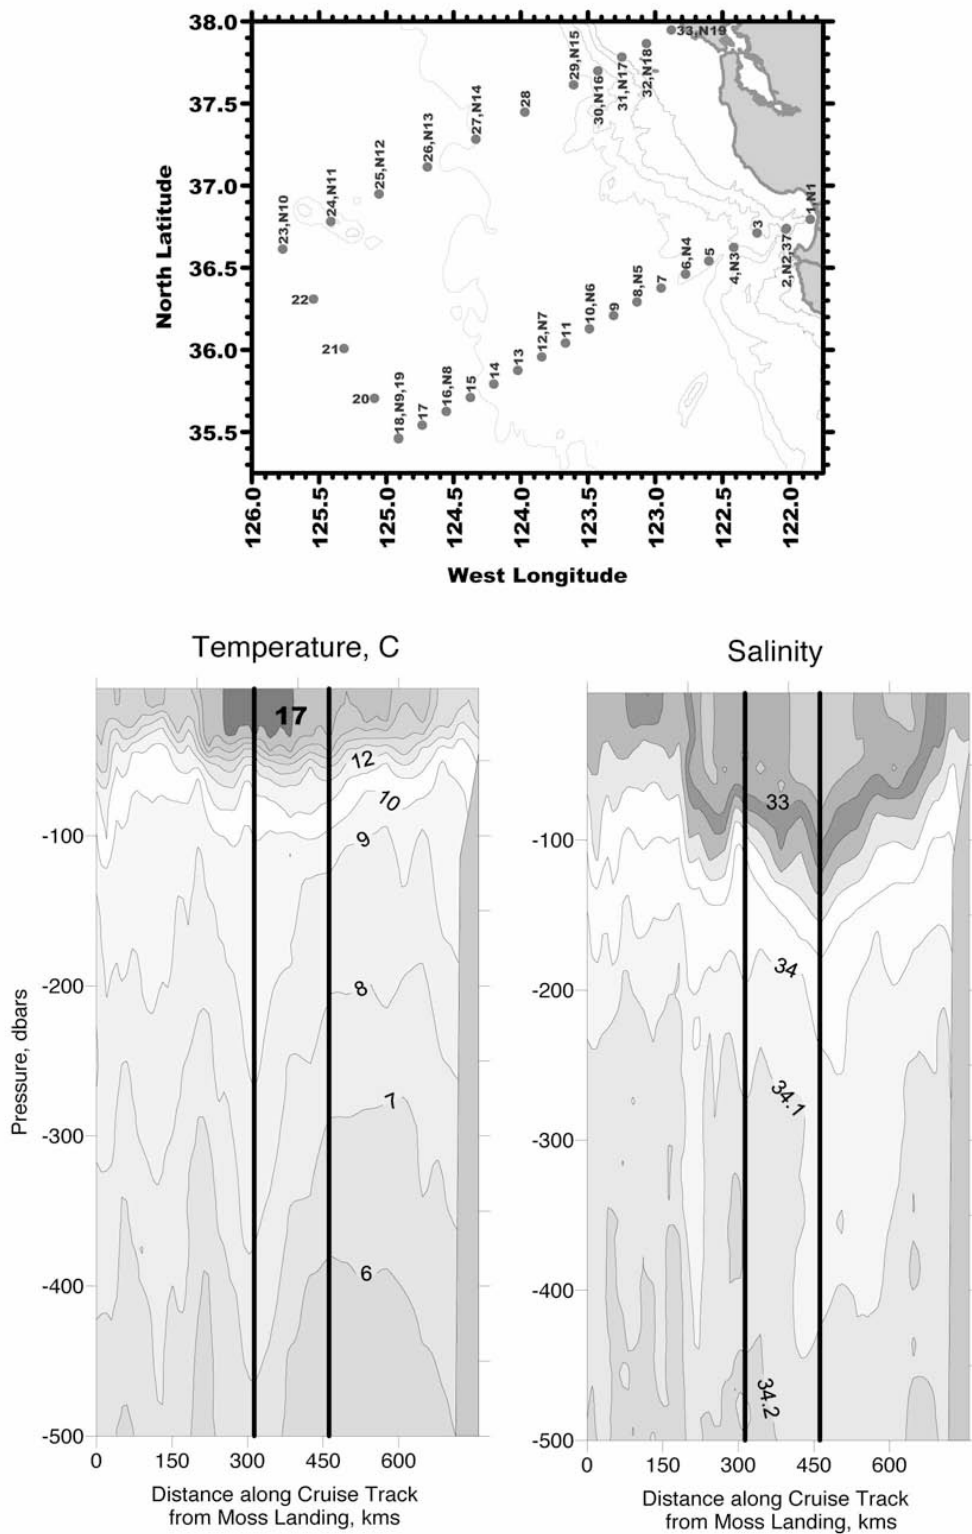 38.0
37.5
37.0
36.5
36.0
35.5
North Latitude
33,N19
32,N18
31,N17
30,N16
29,N15
28
27,N14
26,N13
25,N12
24,N11
23,N10
22
21
20
18,N9,19
17
16,N8
15
14
13
12,N7
11
10,N6
9
8,N5
7
6,N4
5
4,N3
3
2,N2,37
1,N1
126.0
125.5
125.0
124.5
124.0
123.5
123.0
122.5
122.0
West Longitude
Temperature, C
17
12
10
9
8
7
6
-100
-200
-300
-400
-500
Pressure, dbars
0 150 300 450 600
Distance along Cruise Track
from Moss Landing, kms
Salinity
33
34
34.1
34.2
-100
-200
-300
-400
-500
0 150 300 450 600
Distance along Cruise Track
from Moss Landing, kms